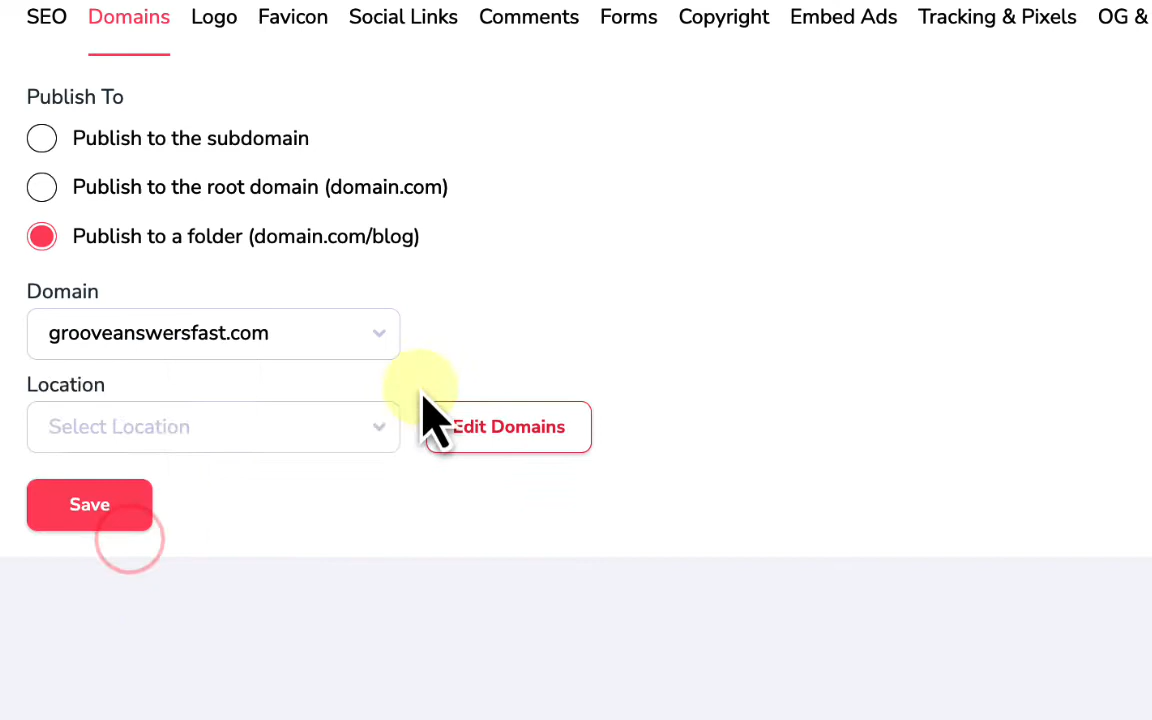 SEO Domains Logo Favicon Social Links Comments Forms Copyright Embed Ads Tracking & Pixels OG &
Publish To
Publish to the subdomain
Publish to the root domain (domain.com)
Publish to a folder (domain.com/blog)
Domain
grooveanswersfast.com
Location
Select Location
Edit Domains
Save